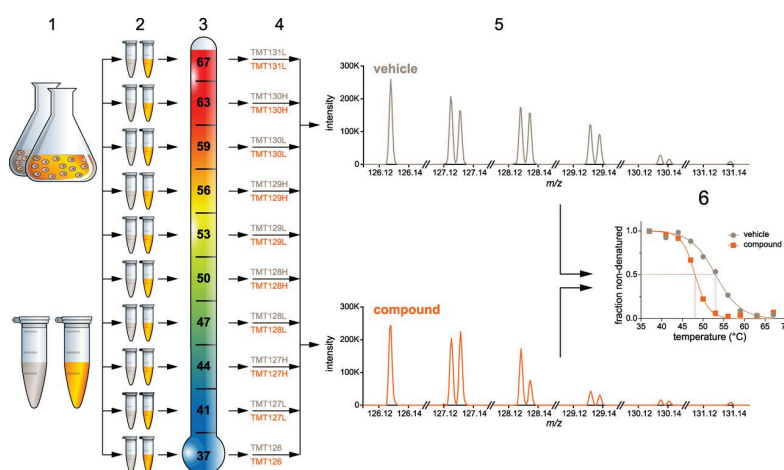 1 2 3 4 5
67
63
59
56
53
50
47
44
41
37
TMT131L
TMT131L
TMT130H
TMT130H
TMT130L
TMT130L
TMT129H
TMT129H
TMT129L
TMT129L
TMT128H
TMT128H
TMT128L
TMT128L
TMT127H
TMT127H
TMT127L
TMT127L
TMT126
TMT126
vehicle
300K
200K
100K
0
intensity
126.12 126.14 127.12 127.14 128.12 128.14 129.12 129.14 130.12 130.14 131.12 131.14
m/z
compound
300K
200K
100K
0
intensity
126.12 126.14 127.12 127.14 128.12 128.14 129.12 129.14 130.12 130.14 131.12 131.14
m/z
6
vehicle
compound
1.0
0.5
0.0
fraction non-denatured
35 41 47 53 59 65
temperature (°C)